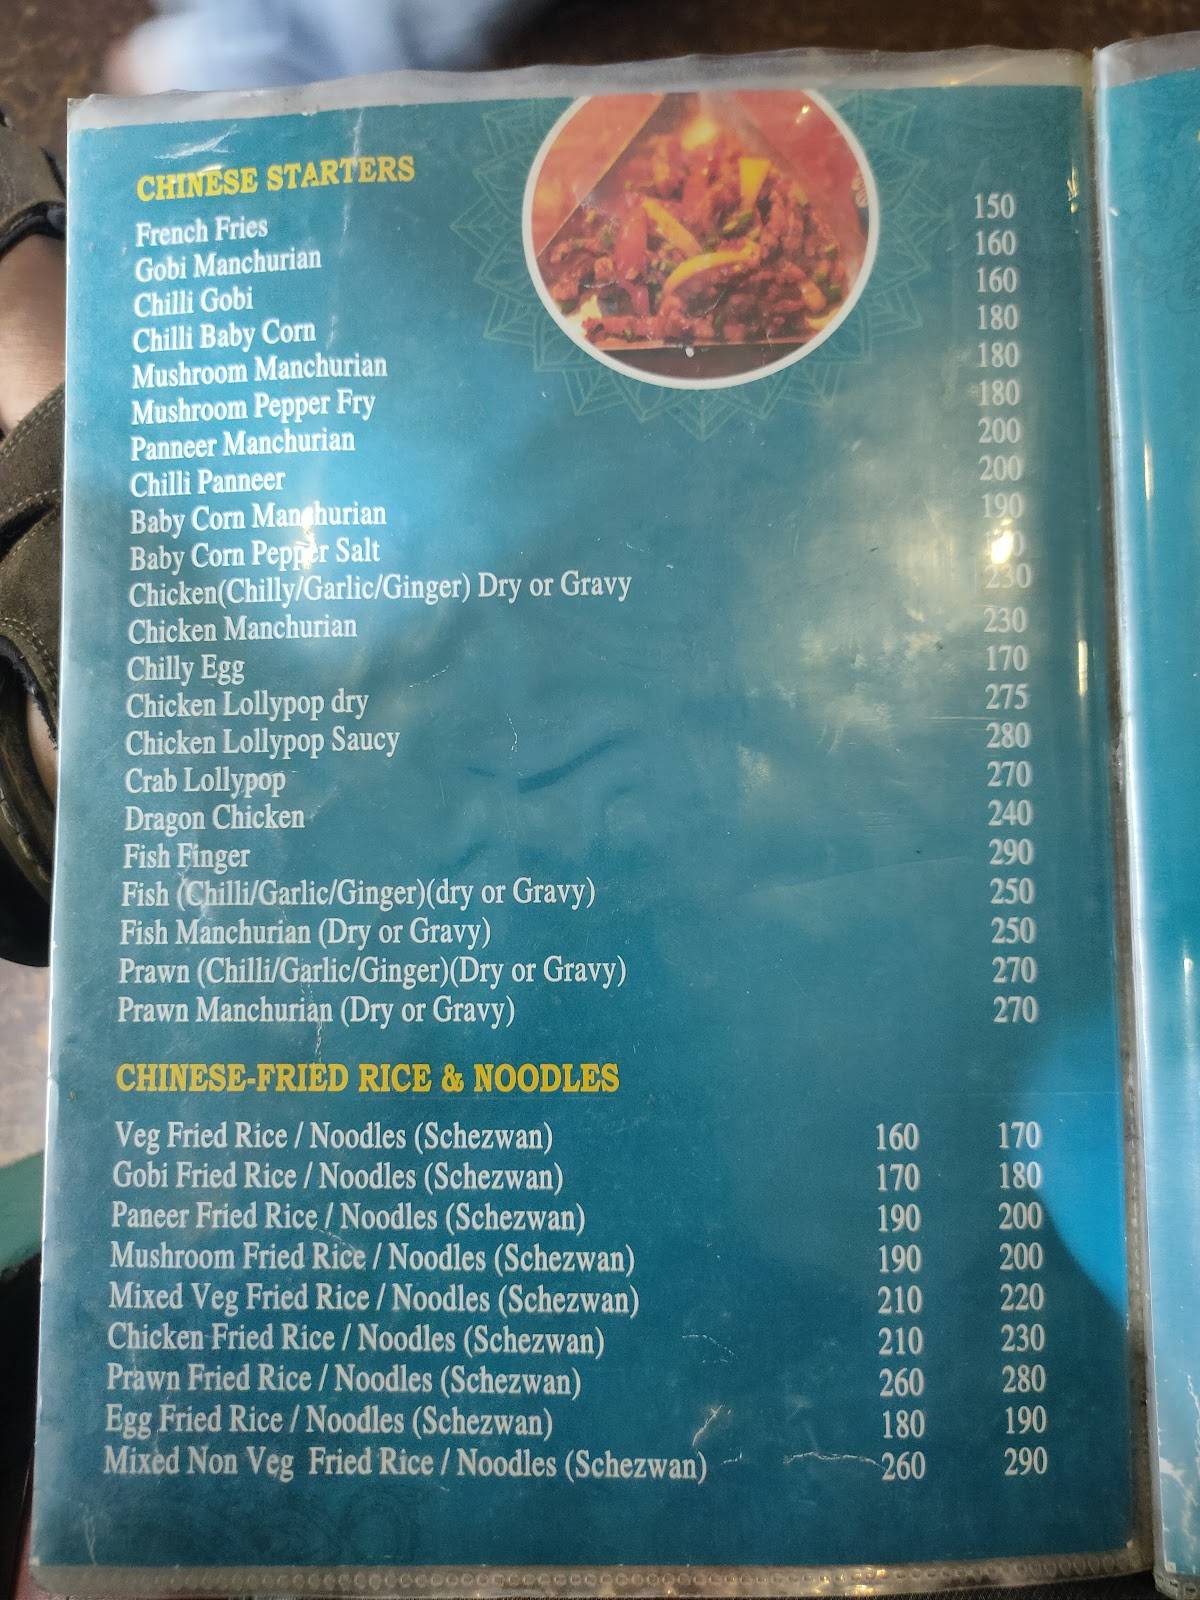 CHINESE STARTERS
French Fries 150
Gobi Manchurian 160
Chilli Gobi 160
Chilli Baby Corn 180
Mushroom Manchurian 180
Mushroom Pepper Fry 180
Panneer Manchurian 200
Chilli Panneer 200
Baby Corn Manchurian 190
Baby Corn Pepper Salt
Chicken(Chilly/Garlic/Ginger) Dry or Gravy 230
Chicken Manchurian 230
Chilly Egg 170
Chicken Lollypop dry 275
Chicken Lollypop Saucy 280
Crab Lollypop 270
Dragon Chicken 240
Fish Finger 290
Fish (Chilli/Garlic/Ginger)(dry or Gravy) 250
Fish Manchurian (Dry or Gravy) 250
Prawn (Chilli/Garlic/Ginger)(Dry or Gravy) 270
Prawn Manchurian (Dry or Gravy) 270
CHINESE-FRIED RICE & NOODLES
Veg Fried Rice / Noodles (Schezwan) 160 170
Gobi Fried Rice / Noodles (Schezwan) 170 180
Paneer Fried Rice / Noodles (Schezwan) 190 200
Mushroom Fried Rice / Noodles (Schezwan) 190 200
Mixed Veg Fried Rice / Noodles (Schezwan) 210 220
Chicken Fried Rice / Noodles (Schezwan) 210 230
Prawn Fried Rice / Noodles (Schezwan) 260 280
Egg Fried Rice / Noodles (Schezwan) 180 190
Mixed Non Veg Fried Rice / Noodles (Schezwan) 260 290